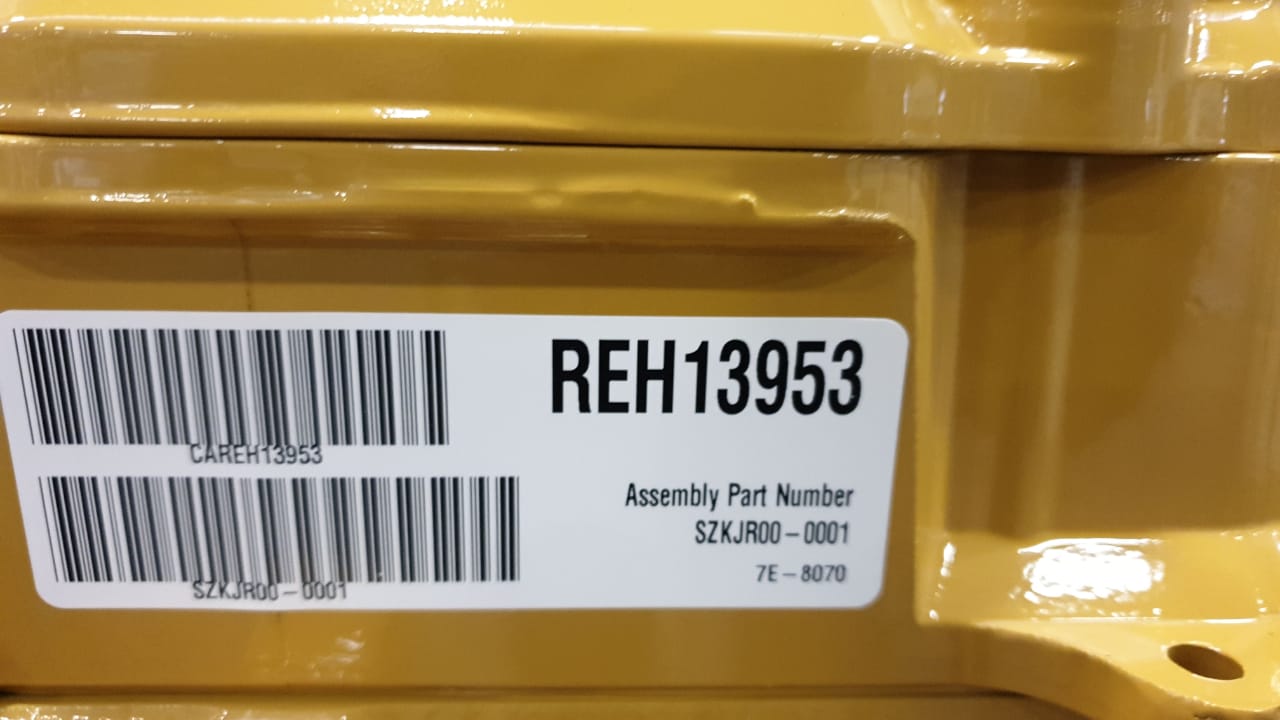 REH13953
CAREH13953
Assembly Part Number
SZKJR00-0001
7E-8070
SZKJR00-0001